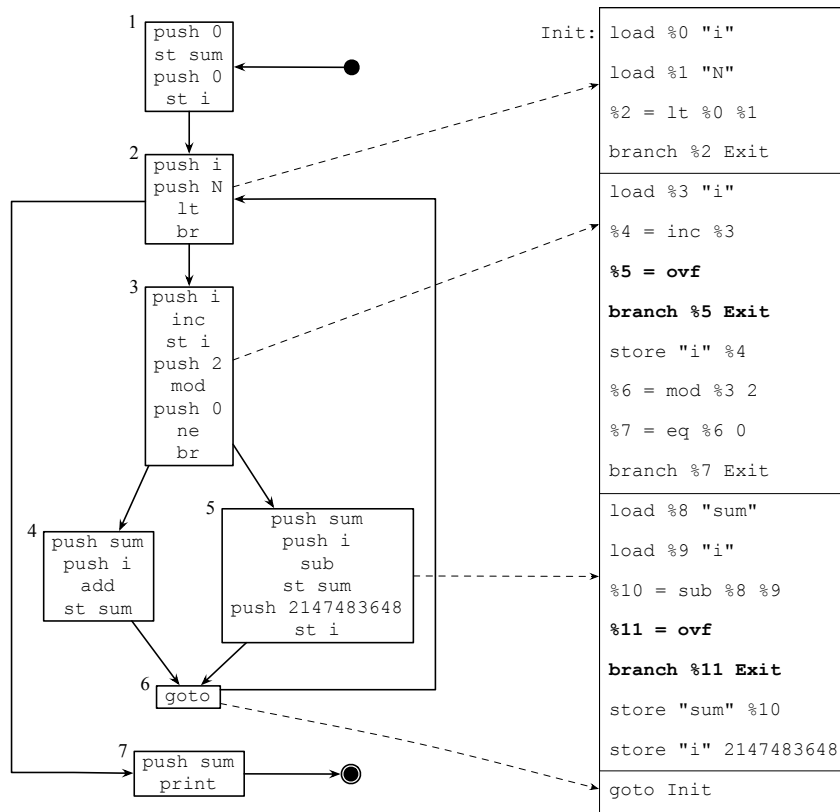 1
push 0
st sum
push 0
st i
2
push i
push N
lt
br
3
push i
inc
st i
push 2
mod
push 0
ne
br
4
push sum
push i
add
st sum
5
push sum
push i
sub
st sum
push 2147483648
st i
6
goto
7
push sum
print
Init: load %0 "i"
load %1 "N"
%2 = lt %0 %1
branch %2 Exit
load %3 "i"
%4 = inc %3
%5 = ovf
branch %5 Exit
store "i" %4
%6 = mod %3 2
%7 = eq %6 0
branch %7 Exit
load %8 "sum"
load %9 "i"
%10 = sub %8 %9
%11 = ovf
branch %11 Exit
store "sum" %10
store "i" 2147483648
goto Init